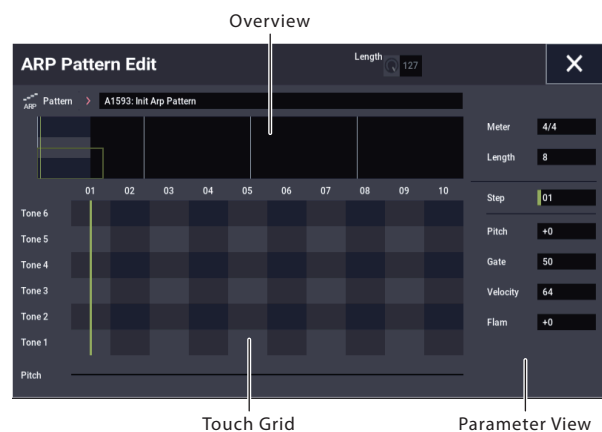 Overview
ARP Pattern Edit
Length
127
ARP Pattern > A1593: Init Arp Pattern
Meter 4/4
Length 8
01 02 03 04 05 06 07 08 09 10
Step 01
Tone 6
Pitch +0
Tone 5
Tone 4
Gate 50
Tone 3
Velocity 64
Tone 2
Flam +0
Tone 1
Pitch
Touch Grid
Parameter View